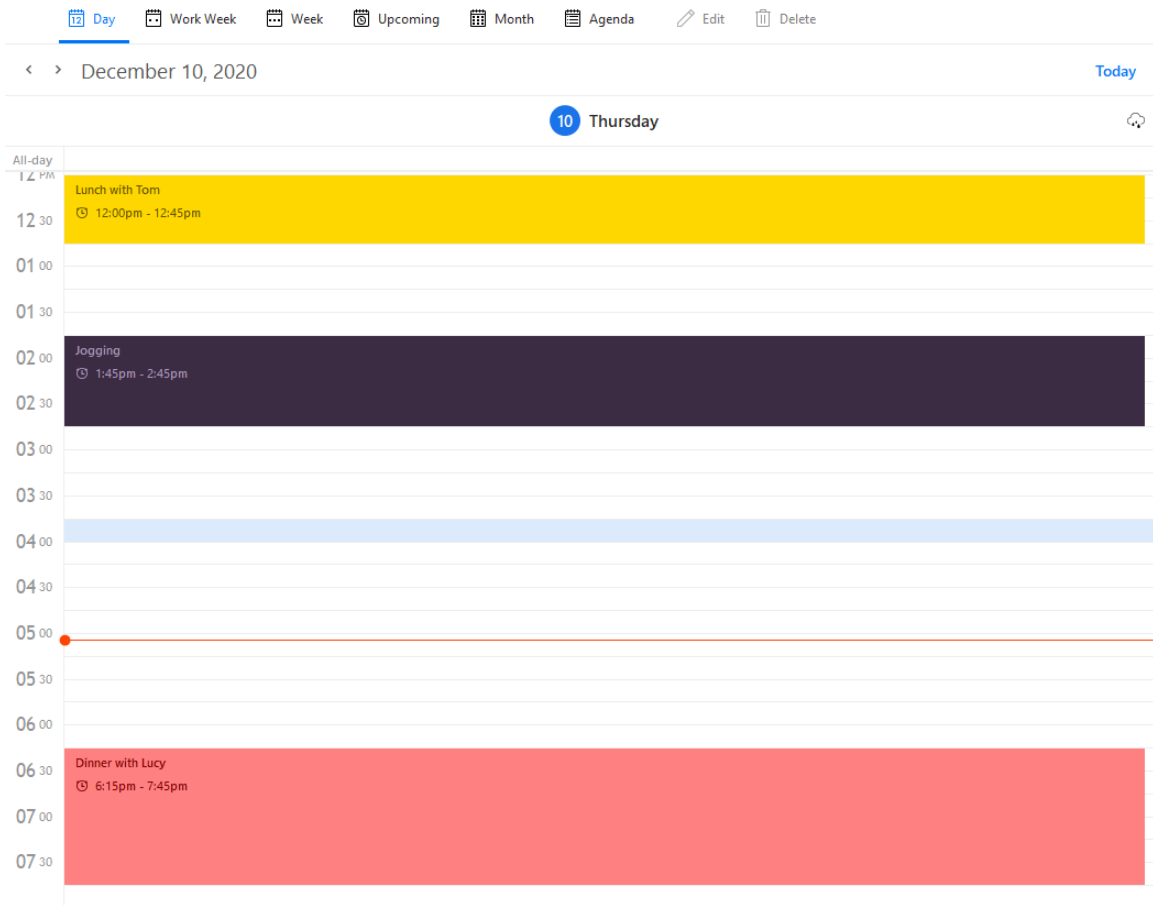 12 Day Work Week Week Upcoming Month Agenda Edit Delete
December 10, 2020 Today
10 Thursday
All-day
12 PM
Lunch with Tom
12:00pm - 12:45pm
12 30
01 00
01 30
Jogging
02 00
1:45pm - 2:45pm
02 30
03 00
03 30
04 00
04 30
05 00
05 30
06 00
Dinner with Lucy
06 30
6:15pm - 7:45pm
07 00
07 30